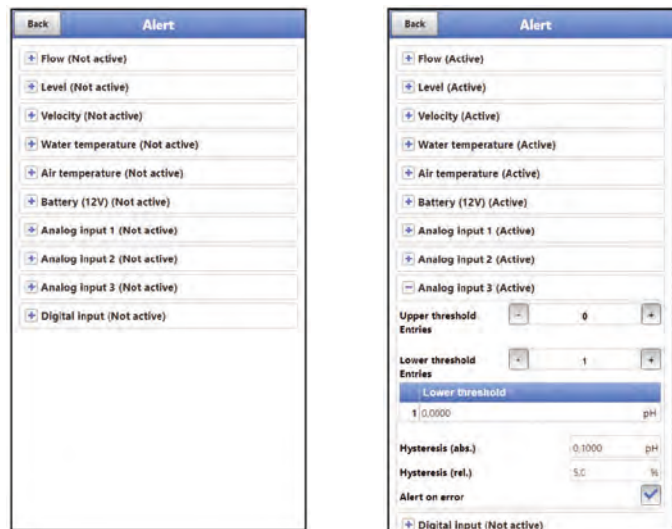 Back Alert
Flow (Not active)
Level (Not active)
Velocity (Not active)
Water temperature (Not active)
Air temperature (Not active)
Battery (12V) (Not active)
Analog input 1 (Not active)
Analog input 2 (Not active)
Analog input 3 (Not active)
Digital input (Not active)
Back Alert
Flow (Active)
Level (Active)
Velocity (Active)
Water temperature (Active)
Air temperature (Active)
Battery (12V) (Active)
Analog input 1 (Active)
Analog input 2 (Active)
Analog input 3 (Active)
Upper threshold - 0 +
Entries
Lower threshold - 1 +
Entries
Lower threshold
1 0,0000 pH
Hysteresis (abs.) 0,1000 pH
Hysteresis (rel.) 5,0 %
Alert on error
Digital input (Not active)